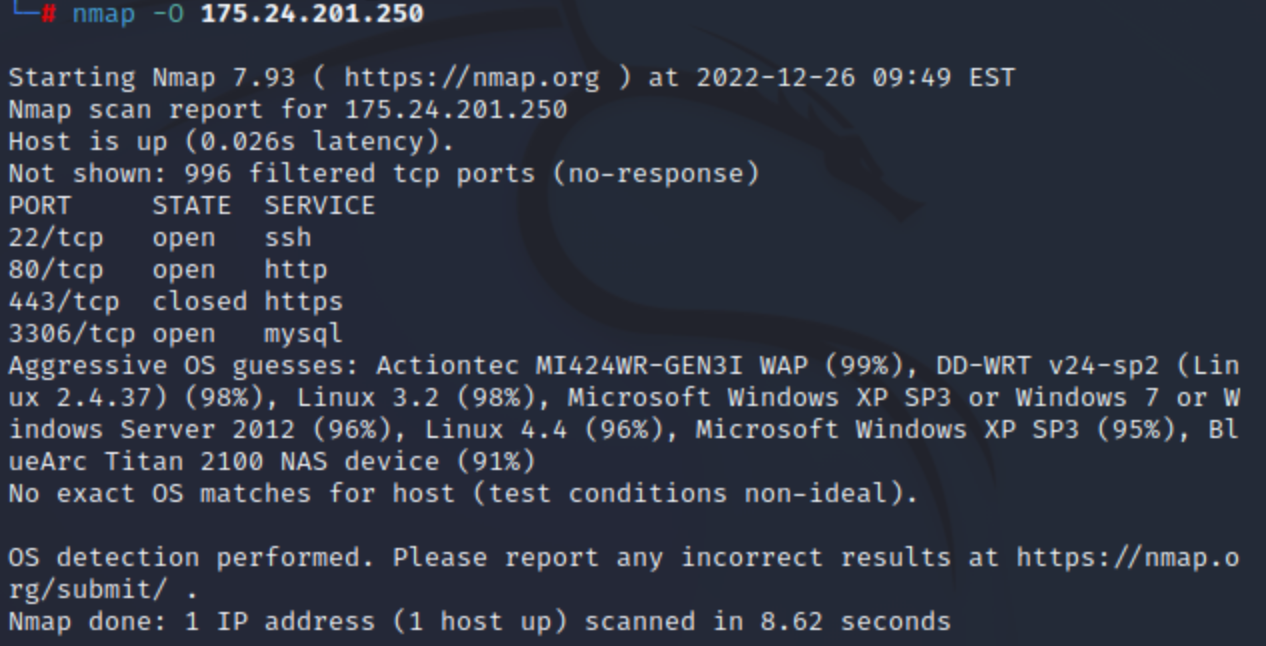 └─# nmap -O 175.24.201.250
Starting Nmap 7.93 ( https://nmap.org ) at 2022-12-26 09:49 EST
Nmap scan report for 175.24.201.250
Host is up (0.026s latency).
Not shown: 996 filtered tcp ports (no-response)
PORT     STATE  SERVICE
22/tcp   open   ssh
80/tcp   open   http
443/tcp  closed https
3306/tcp open   mysql
Aggressive OS guesses: Actiontec MI424WR-GEN3I WAP (99%), DD-WRT v24-sp2 (Lin
ux 2.4.37) (98%), Linux 3.2 (98%), Microsoft Windows XP SP3 or Windows 7 or W
indows Server 2012 (96%), Linux 4.4 (96%), Microsoft Windows XP SP3 (95%), Bl
ueArc Titan 2100 NAS device (91%)
No exact OS matches for host (test conditions non-ideal).
OS detection performed. Please report any incorrect results at https://nmap.o
rg/submit/ .
Nmap done: 1 IP address (1 host up) scanned in 8.62 seconds